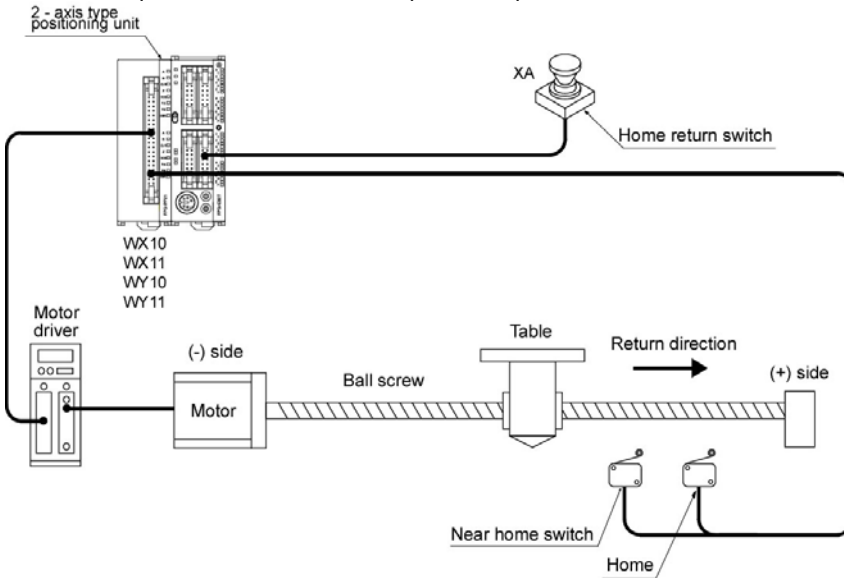 2 - axis type
positioning unit
XA
Home return switch
WX10
WX11
WY10
WY11
Motor
driver
(-) side
Motor
Ball screw
Table
Return direction
(+) side
Near home switch
Home